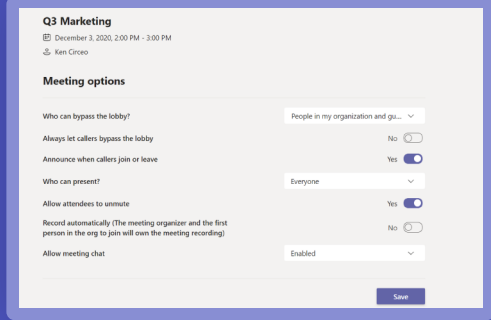 Q3 Marketing
December 3, 2020, 2:00 PM - 3:00 PM
Ken Circeo
Meeting options
Who can bypass the lobby? People in my organization and gu...
Always let callers bypass the lobby No
Announce when callers join or leave Yes
Who can present? Everyone
Allow attendees to unmute Yes
Record automatically (The meeting organizer and the first
person in the org to join will own the meeting recording) No
Allow meeting chat Enabled
Save